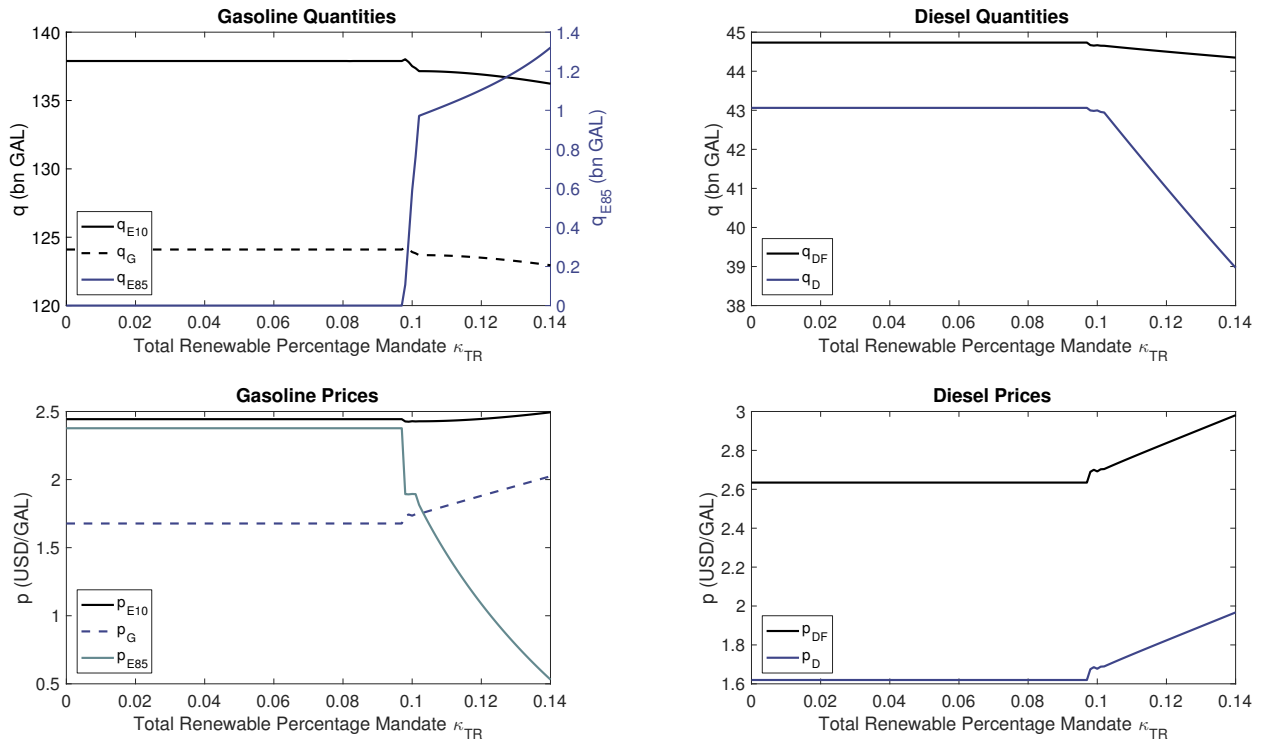 Gasoline Quantities
140
135
130
125
120
q (bn GAL)
1.4
1.2
1
0.8
0.6
0.4
0.2
0
q_E85 (bn GAL)
q_E10
q_G
q_E85
0 0.02 0.04 0.06 0.08 0.1 0.12 0.14
Total Renewable Percentage Mandate κ_TR
Diesel Quantities
45
44
43
42
41
40
39
38
q (bn GAL)
q_DF
q_D
0 0.02 0.04 0.06 0.08 0.1 0.12 0.14
Total Renewable Percentage Mandate κ_TR
Gasoline Prices
2.5
2
1.5
1
0.5
p (USD/GAL)
p_E10
p_G
p_E85
0 0.02 0.04 0.06 0.08 0.1 0.12 0.14
Total Renewable Percentage Mandate κ_TR
Diesel Prices
3
2.8
2.6
2.4
2.2
2
1.8
1.6
p (USD/GAL)
p_DF
p_D
0 0.02 0.04 0.06 0.08 0.1 0.12 0.14
Total Renewable Percentage Mandate κ_TR